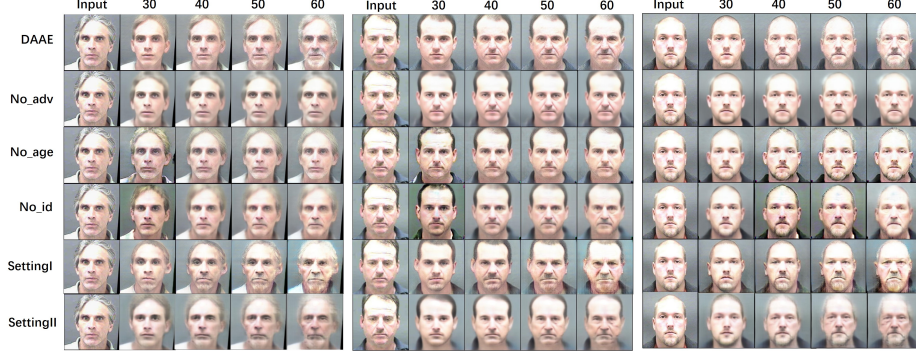 Input 30 40 50 60 Input 30 40 50 60 Input 30 40 50 60
DAAE
No_adv
No_age
No_id
SettingI
SettingII